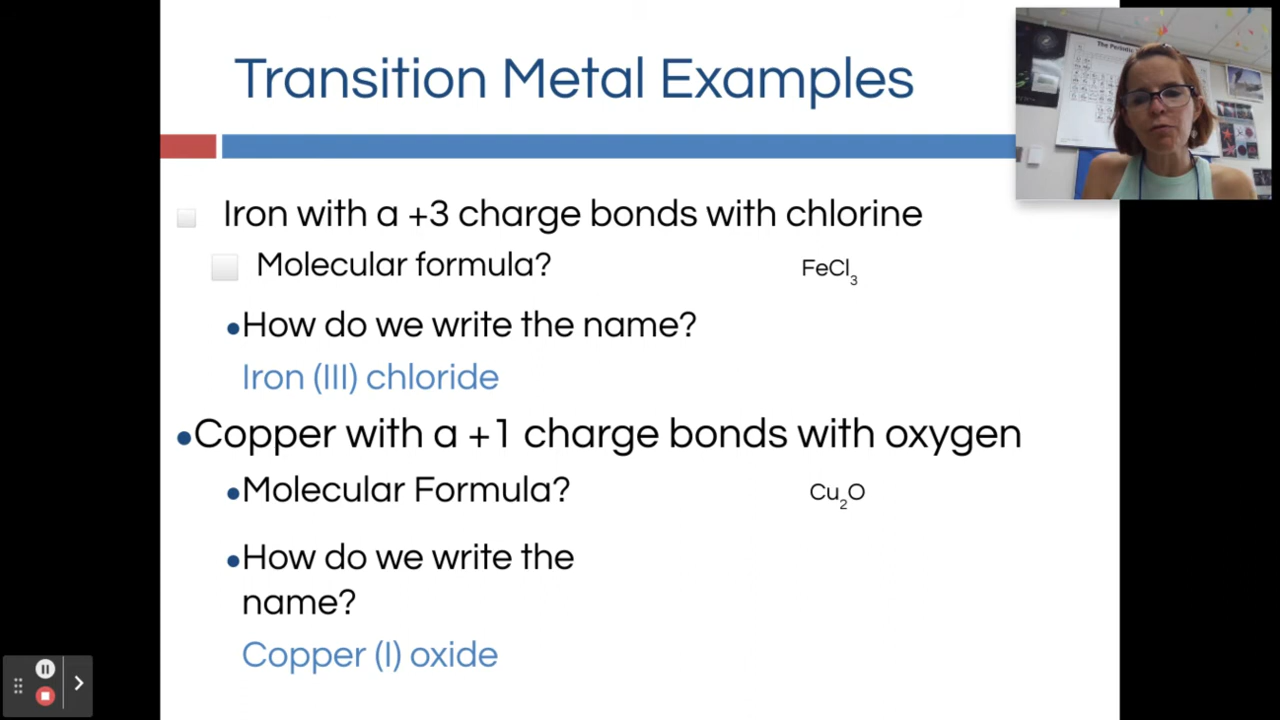 Transition Metal Examples
Iron with a +3 charge bonds with chlorine
Molecular formula? FeCl₃
•How do we write the name?
Iron (III) chloride
•Copper with a +1 charge bonds with oxygen
•Molecular Formula? Cu₂O
•How do we write the
name?
Copper (I) oxide